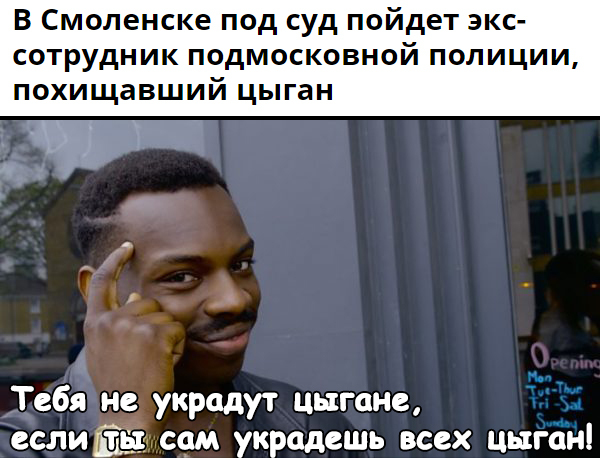 В Смоленске под суд пойдет экс-
сотрудник подмосковной полиции,
похищавший цыган
Opening
Mon
Tue-Thur
Fri-Sat
Sunday
Тебя не украдут цыгане,
если ты сам украдешь всех цыган!